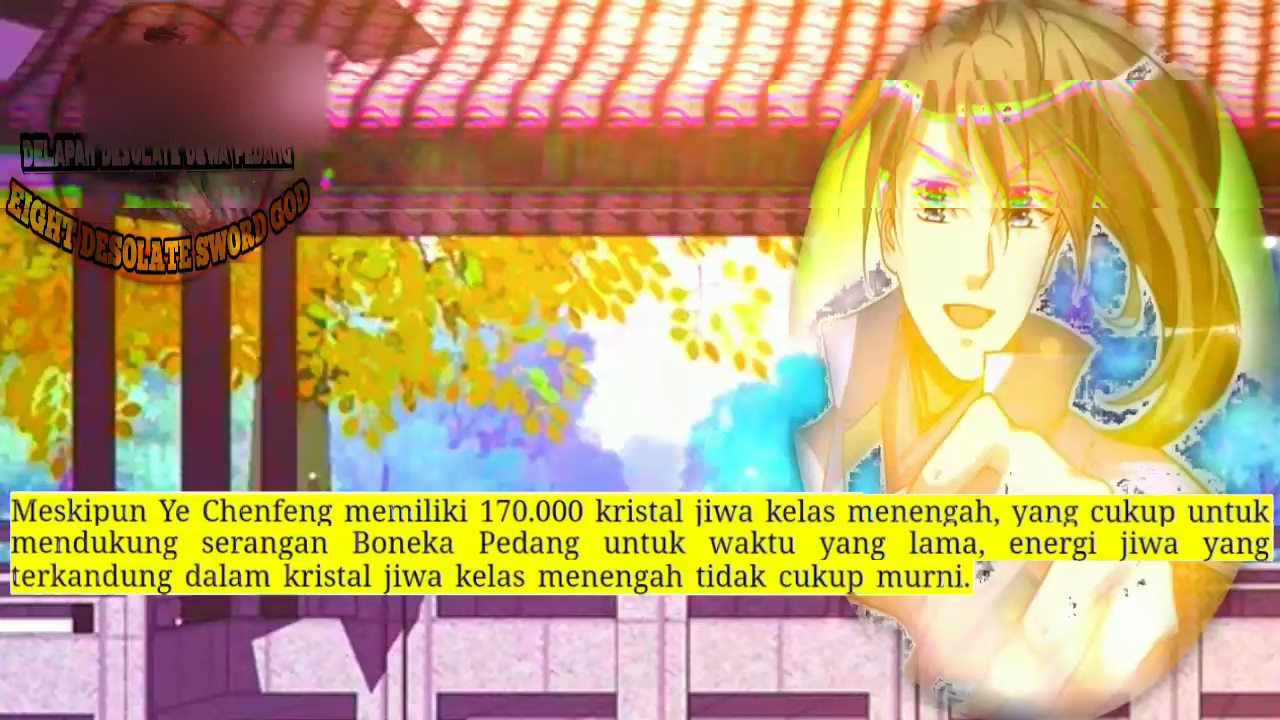 DELAPAN DESOLATE DEWA PEDANG
EIGHT DESOLATE SWORD GOD
Meskipun Ye Chenfeng memiliki 170.000 kristal jiwa kelas menengah, yang cukup untuk
mendukung serangan Boneka Pedang untuk waktu yang lama, energi jiwa yang
terkandung dalam kristal jiwa kelas menengah tidak cukup murni.